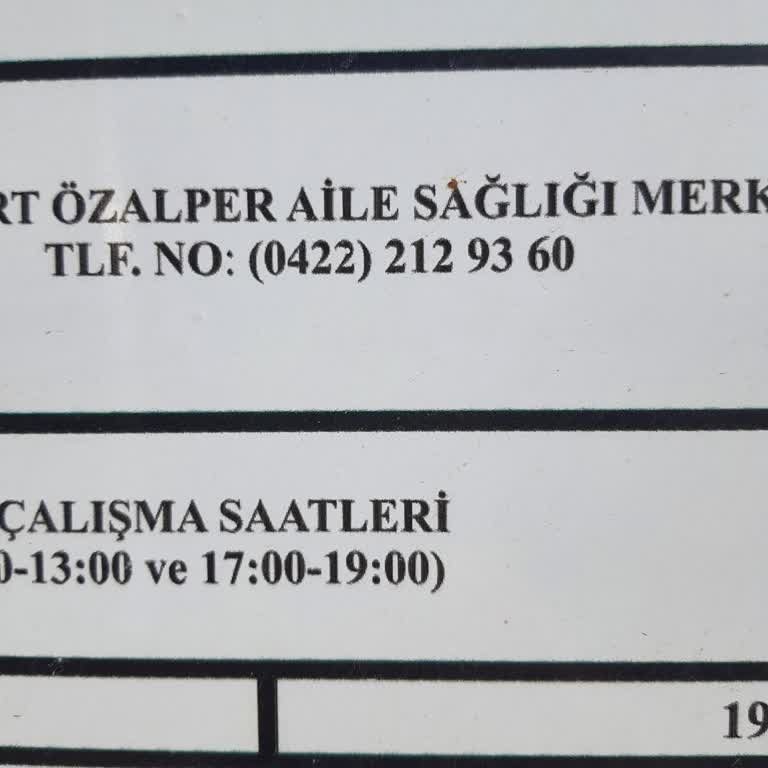 RT ÖZALPER AİLE SAĞLIĞI MERK
TLF. NO: (0422) 212 93 60
ÇALIŞMA SAATLERİ
0-13:00 ve 17:00-19:00)
19